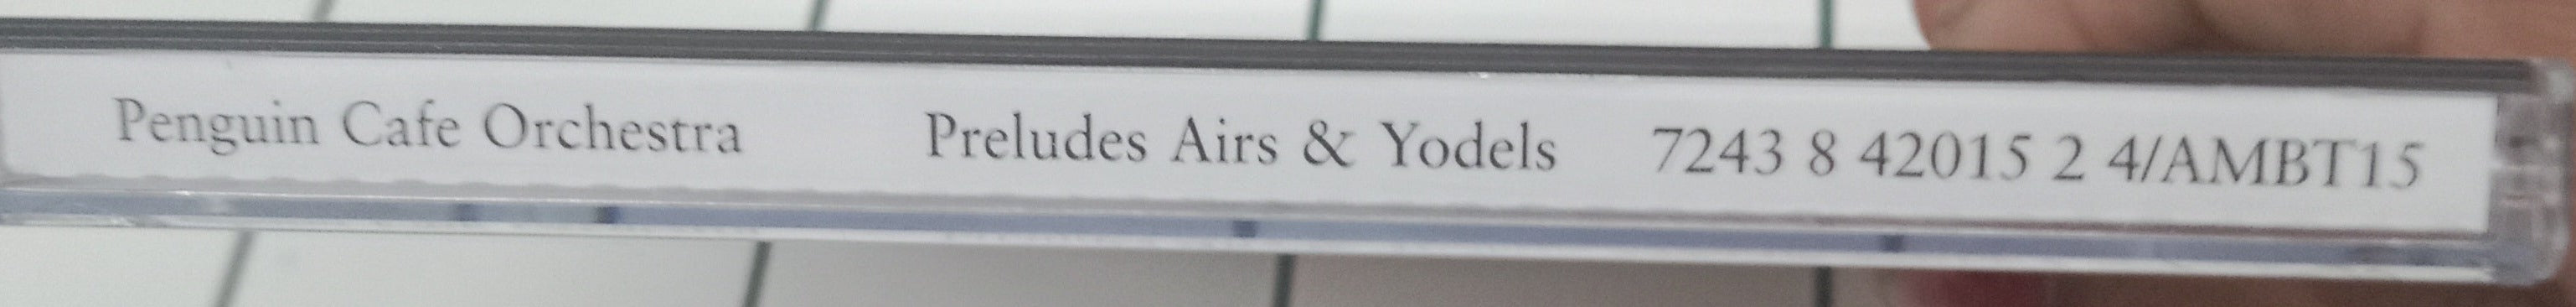 Penguin Cafe Orchestra Preludes Airs & Yodels 7243 8 42015 2 4/AMBT15